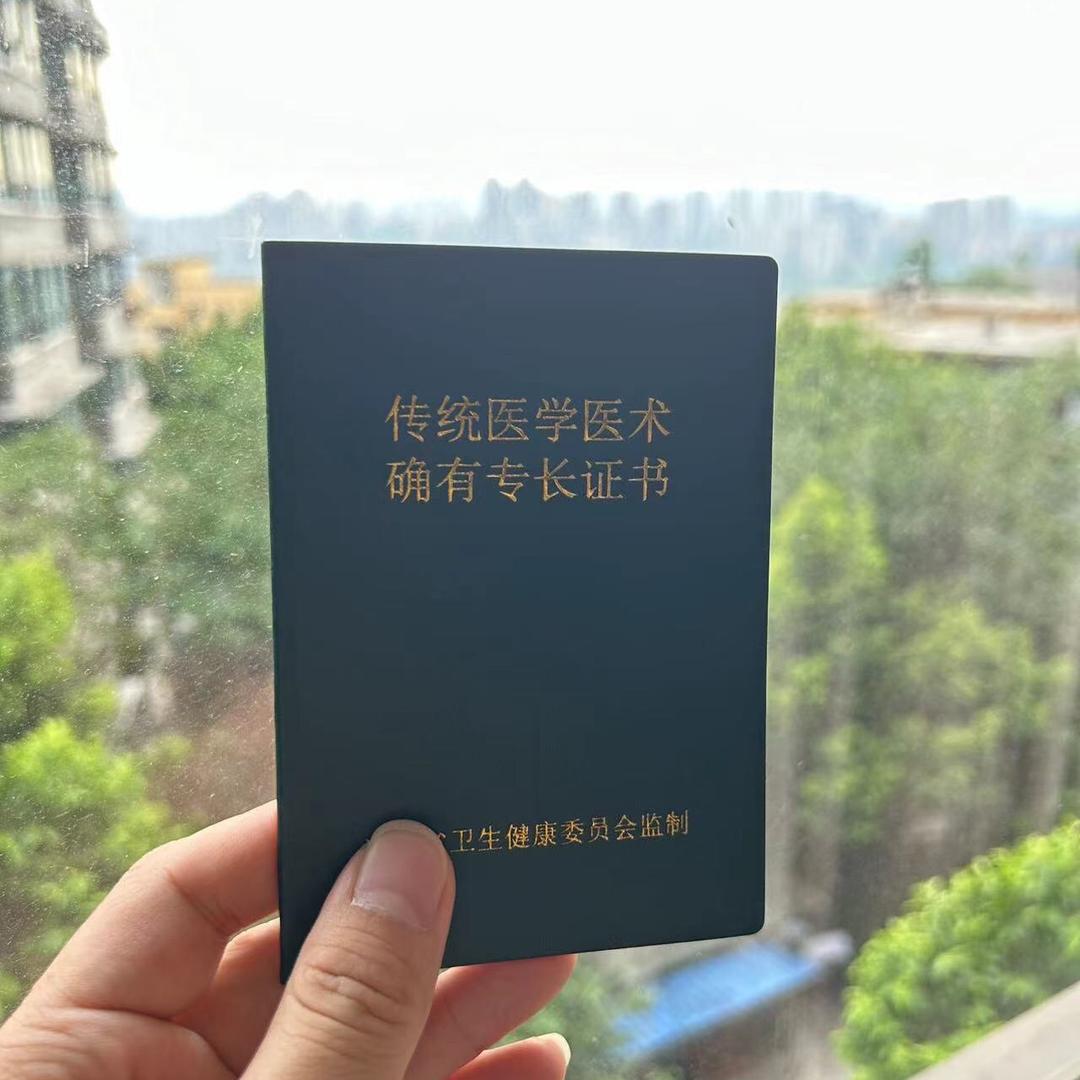 传统医学医术
确有专长证书
卫生健康委员会监制